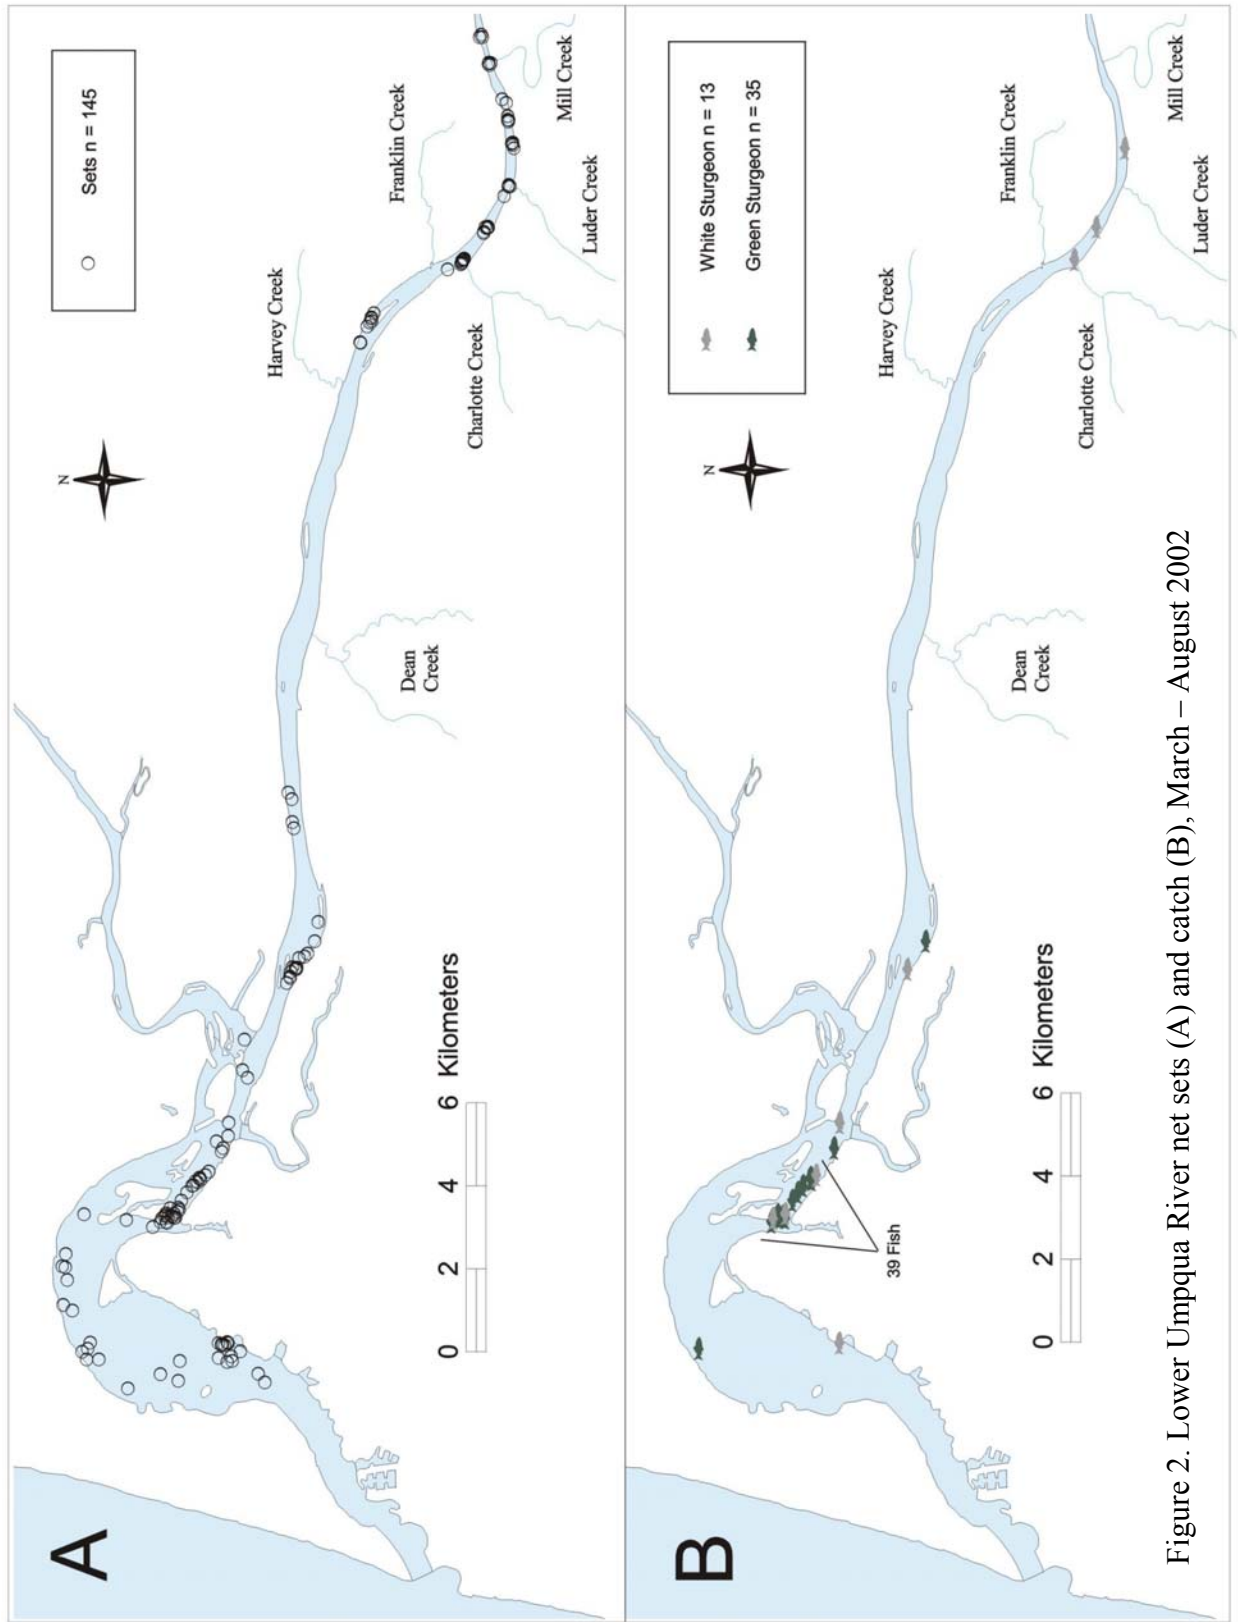 A
N
Sets n = 145
Harvey Creek
Franklin Creek
Charlotte Creek
Luder Creek
Mill Creek
Dean
Creek
0 2 4 6 Kilometers
B
N
White Sturgeon n = 13
Green Sturgeon n = 35
Harvey Creek
Franklin Creek
Charlotte Creek
Luder Creek
Mill Creek
Dean
Creek
39 Fish
0 2 4 6 Kilometers
Figure 2. Lower Umpqua River net sets (A) and catch (B), March – August 2002